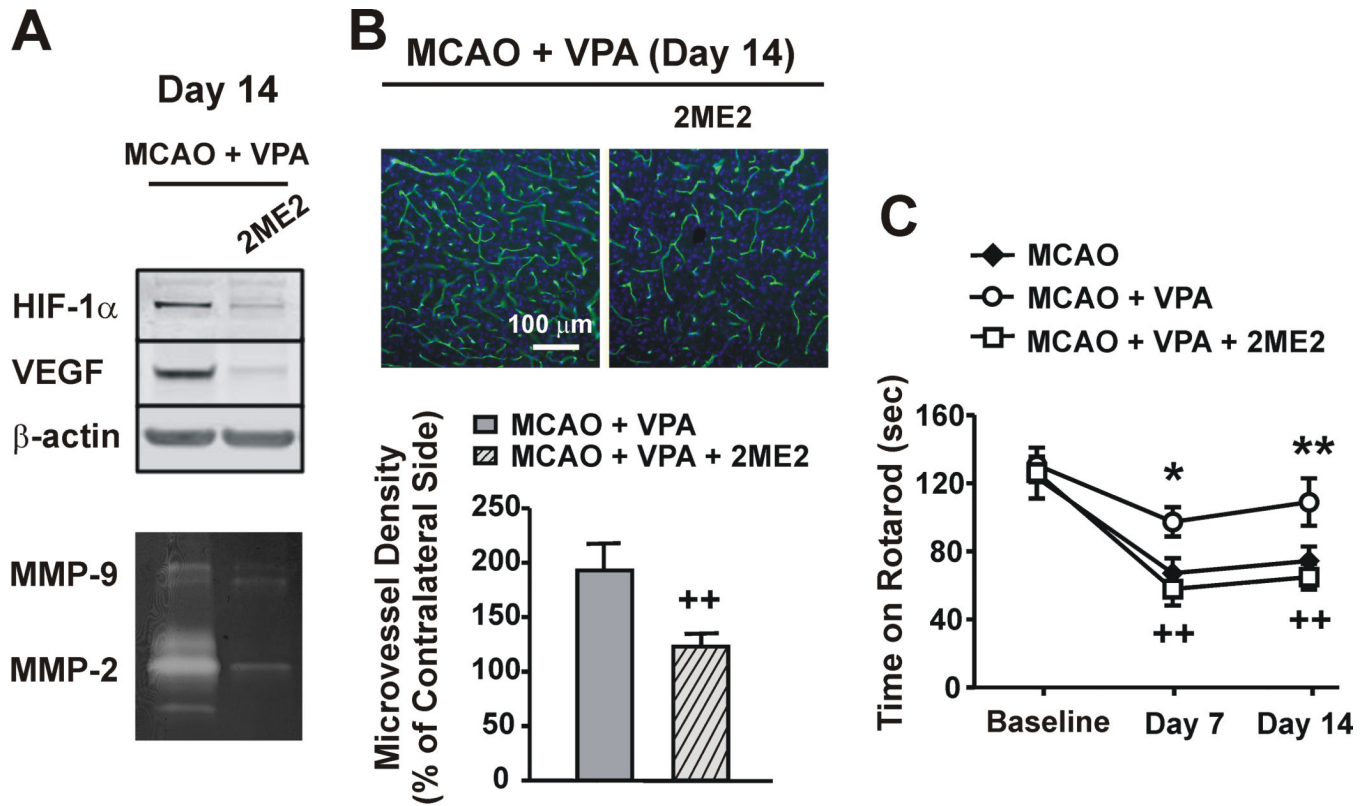 A
Day 14
MCAO + VPA
2ME2
HIF-1α
VEGF
β-actin
MMP-9
MMP-2
B
MCAO + VPA (Day 14)
2ME2
100 μm
MCAO + VPA
MCAO + VPA + 2ME2
Microvessel Density
(% of Contralateral Side)
250
200
150
100
50
0
++
C
MCAO
MCAO + VPA
MCAO + VPA + 2ME2
Time on Rotarod (sec)
160
120
80
40
0
*
**
++
++
Baseline
Day 7
Day 14